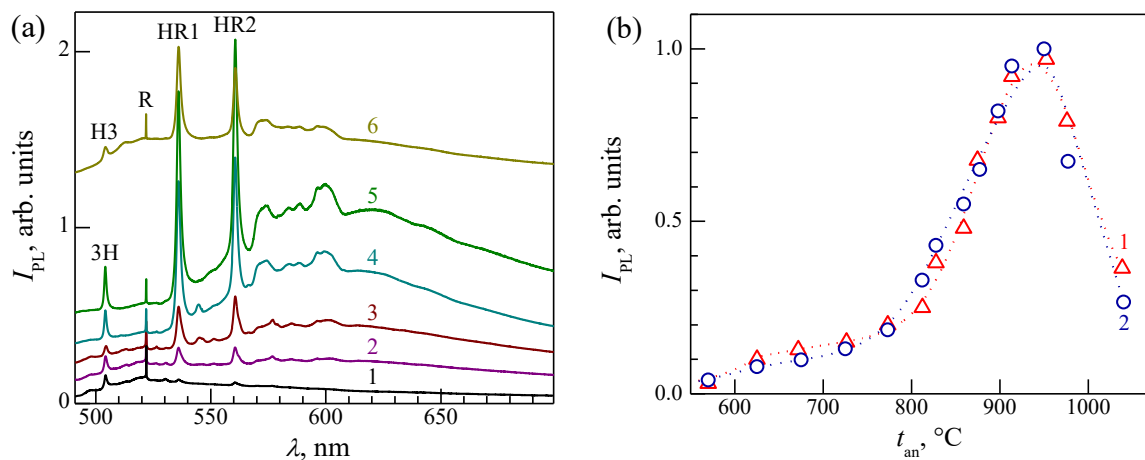 (a)
I_PL, arb. units
2
1
0
H3
R
HR1
HR2
3H
6
5
4
3
2
1
500 550 600 650
λ, nm
(b)
I_PL, arb. units
1.0
0.5
0
1
2
600 700 800 900 1000
t_an, °C